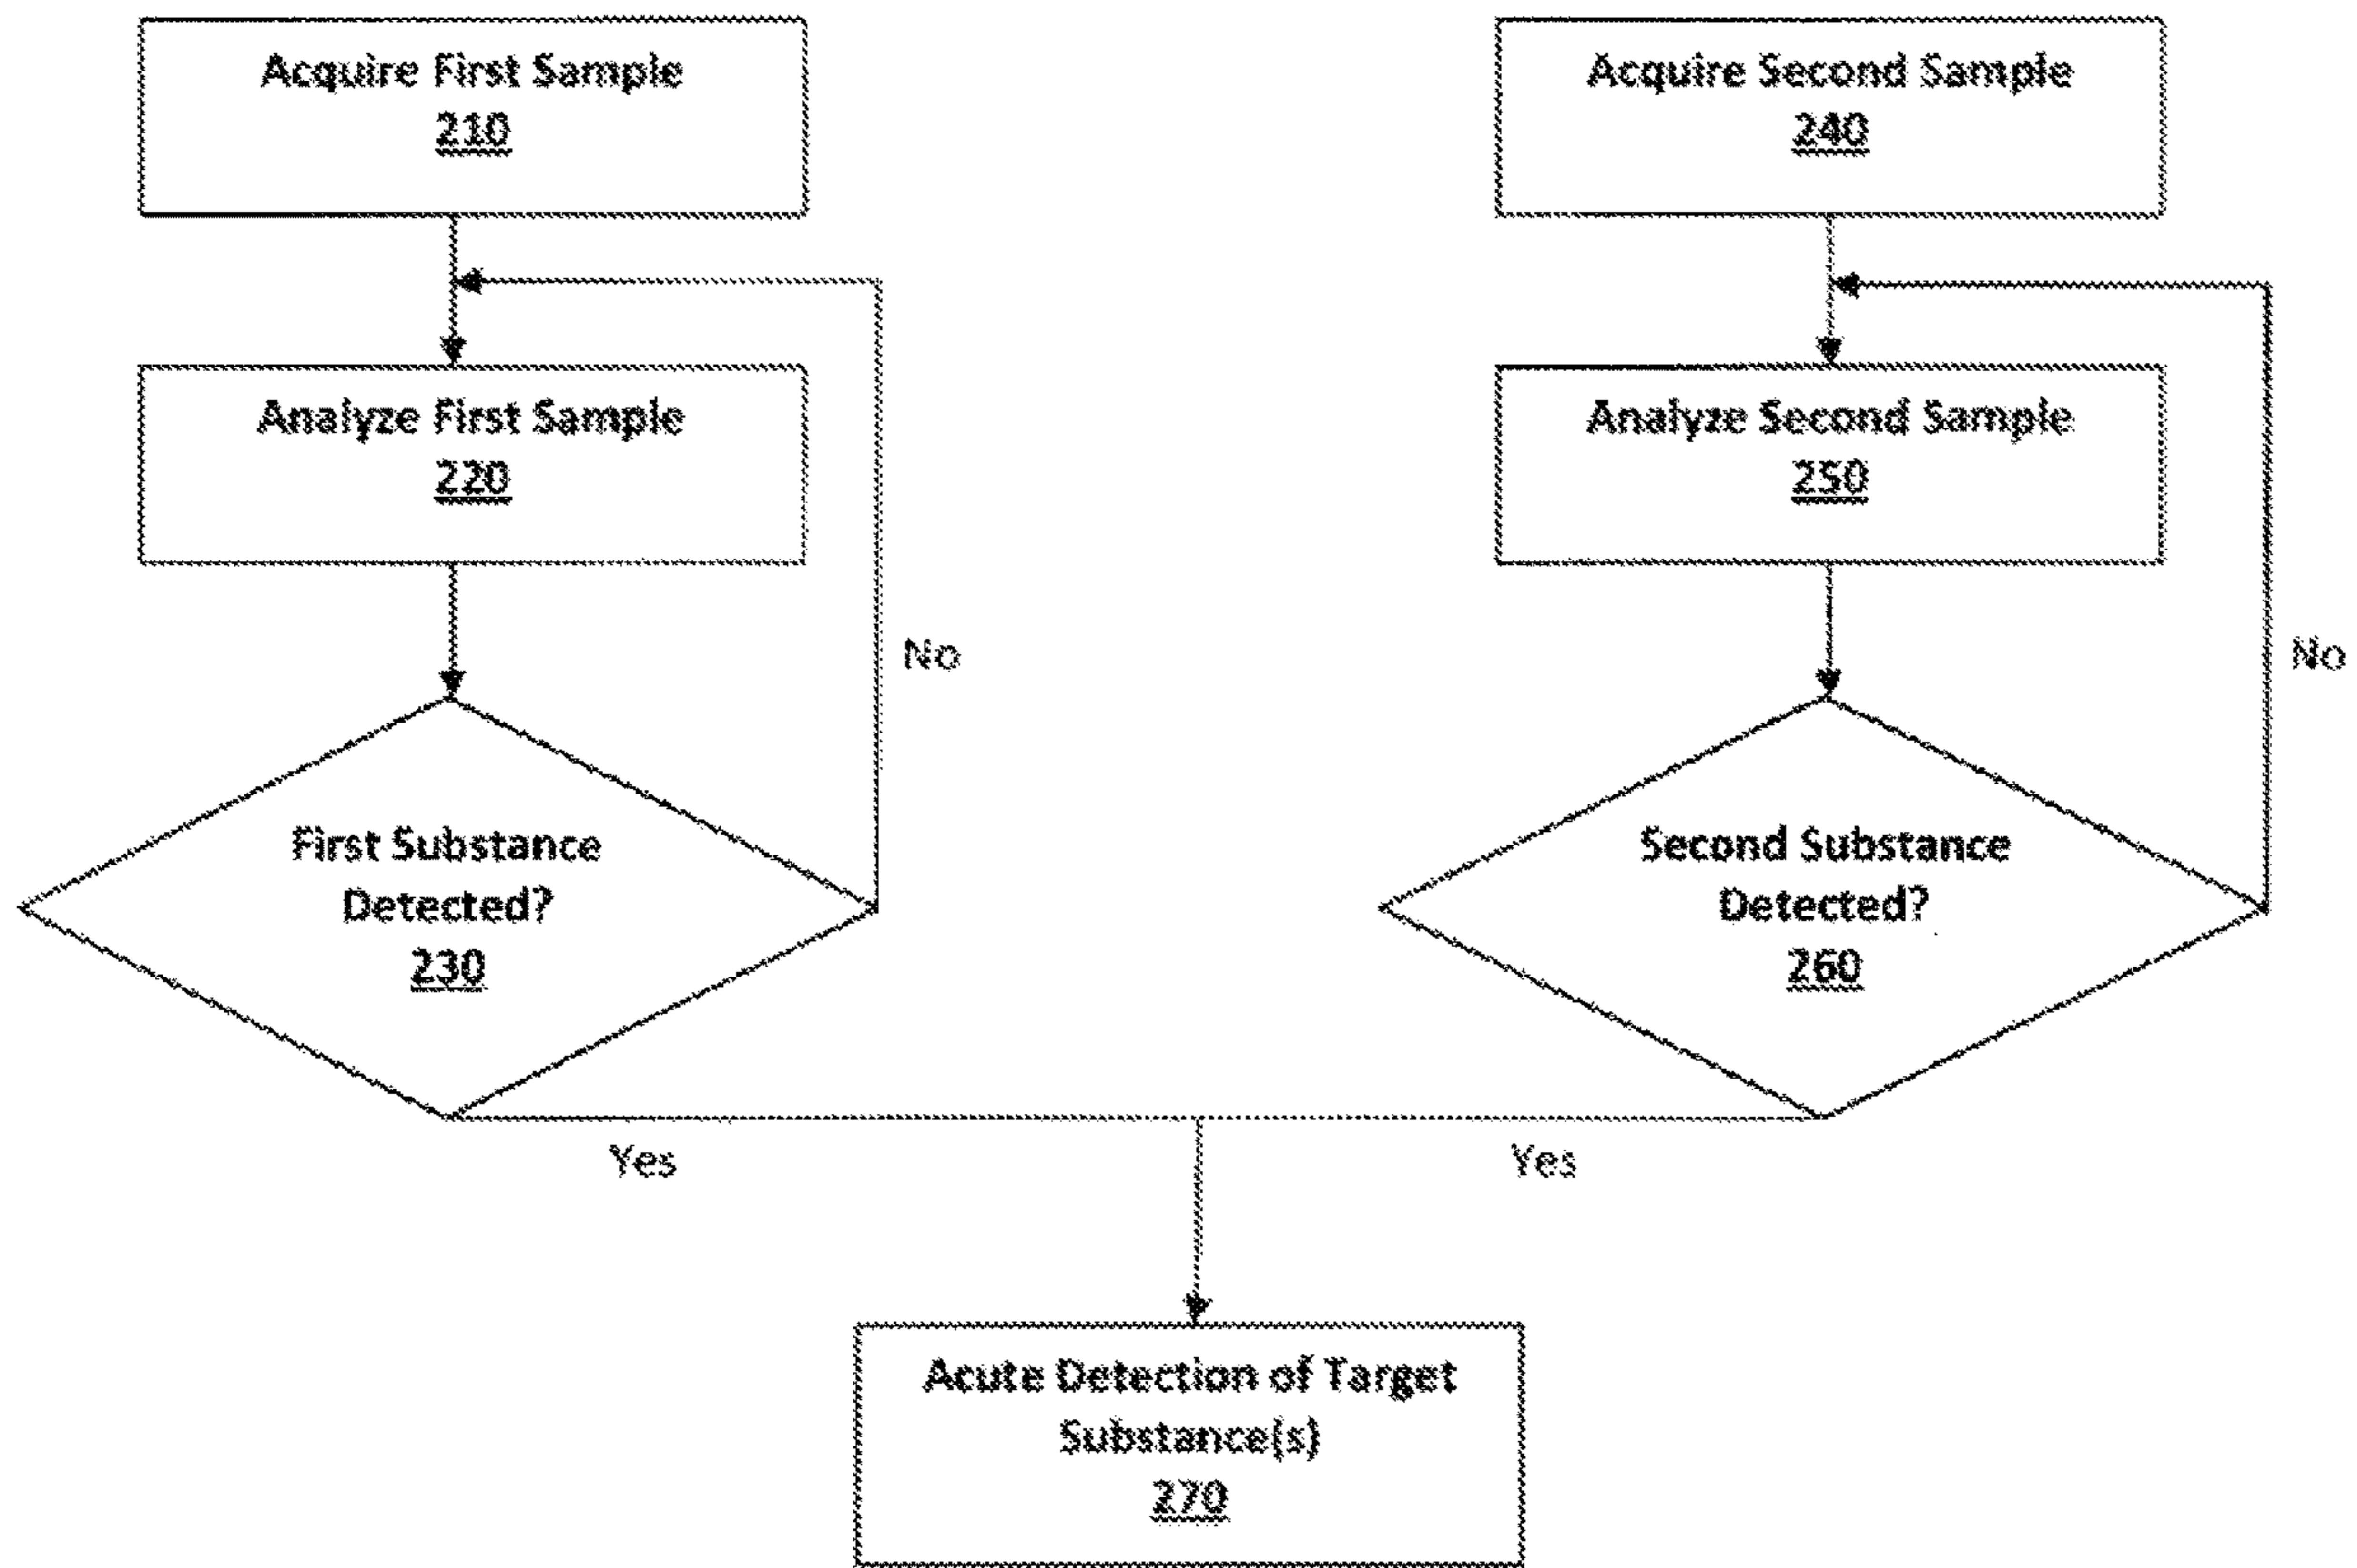 Acquire First Sample
210
Acquire Second Sample
240
Analyze First Sample
220
Analyze Second Sample
250
No
No
First Substance
Detected?
230
Second Substance
Detected?
260
Yes
Yes
Acute Detection of Target
Substance(s)
270